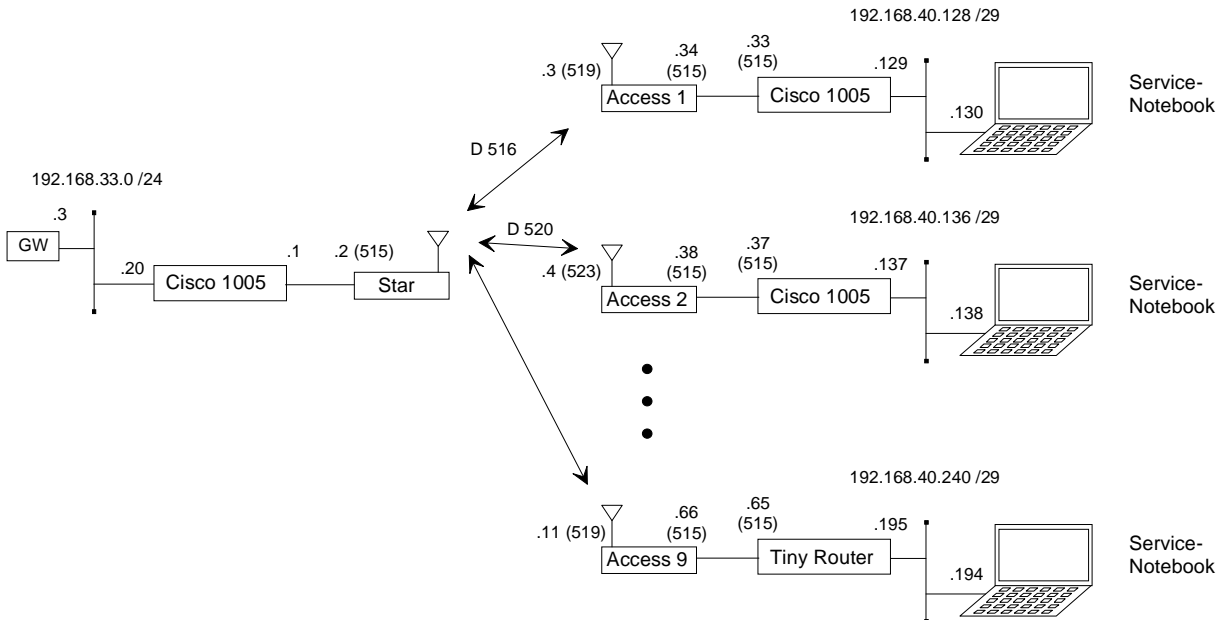 192.168.40.128 /29
.3 (519)
.34
(515)
.33
(515)
.129
Access 1
Cisco 1005
.130
Service-
Notebook
D 516
192.168.33.0 /24
.3
GW
.20
Cisco 1005
.1
.2 (515)
Star
D 520
192.168.40.136 /29
.4 (523)
.38
(515)
.37
(515)
.137
Access 2
Cisco 1005
.138
Service-
Notebook
192.168.40.240 /29
.11 (519)
.66
(515)
.65
(515)
.195
Access 9
Tiny Router
.194
Service-
Notebook